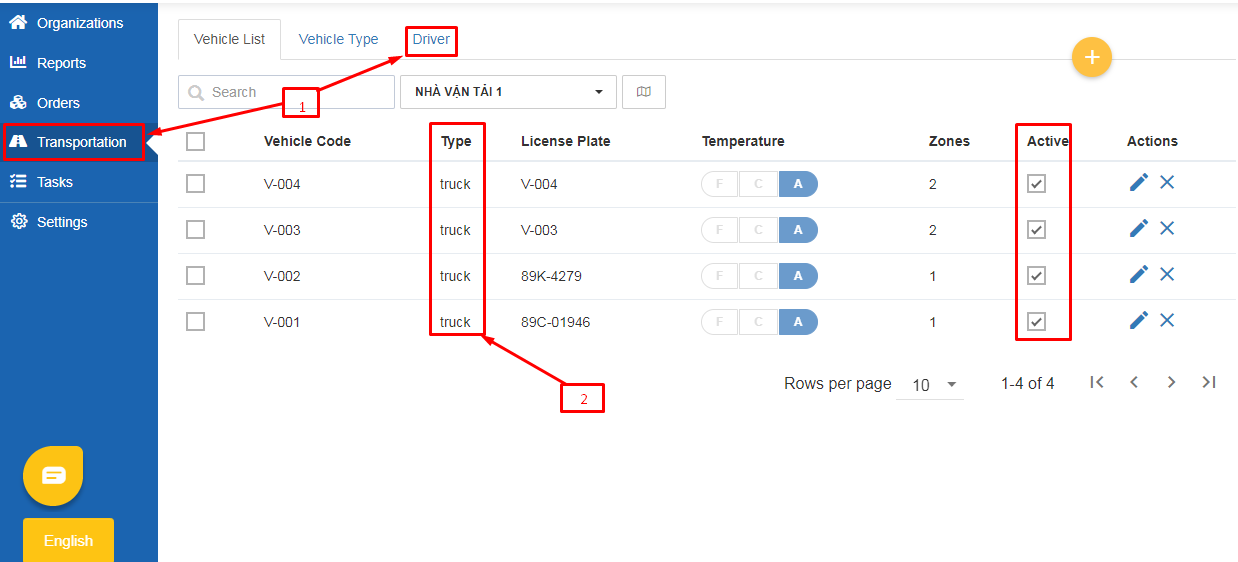 Organizations
Reports
Orders
Transportation
Tasks
Settings
English
Vehicle List Vehicle Type Driver
1
Search NHÀ VẬN TẢI 1
Vehicle Code Type License Plate Temperature Zones Active Actions
V-004 truck V-004 F C A 2
V-003 truck V-003 F C A 2
V-002 truck 89K-4279 F C A 1
V-001 truck 89C-01946 F C A 1
2
Rows per page 10 1-4 of 4